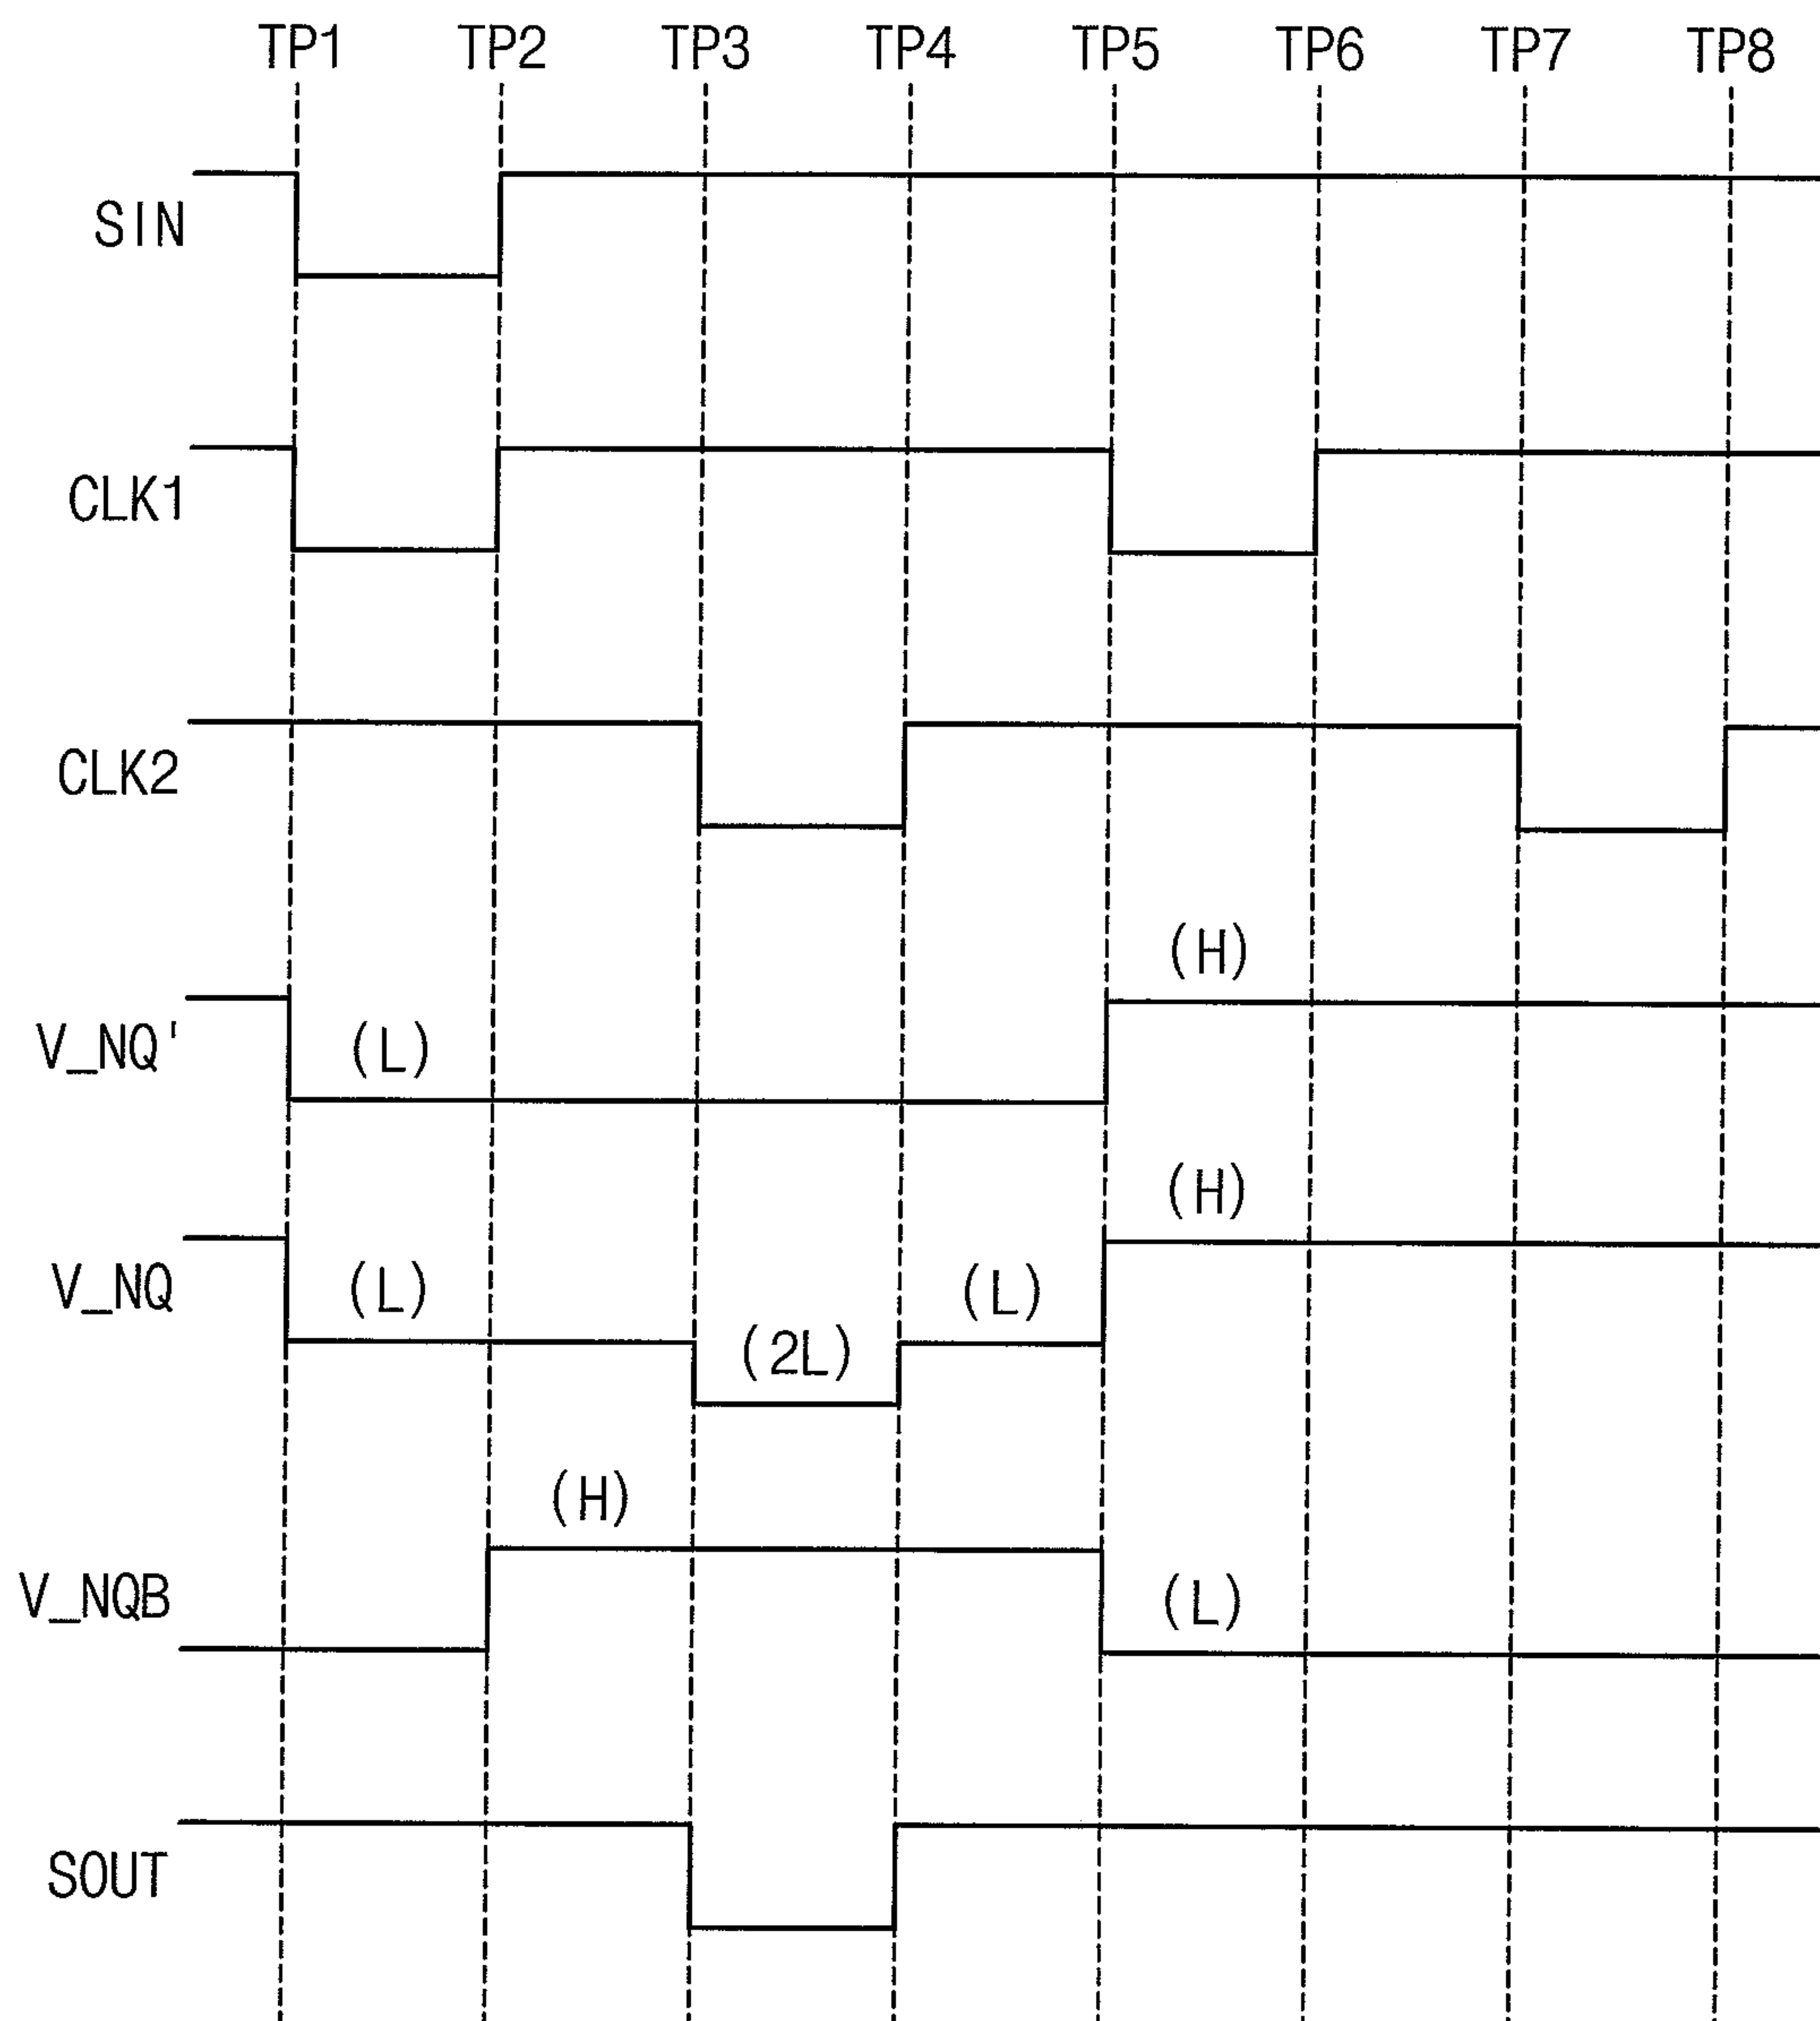 TP1 TP2 TP3 TP4 TP5 TP6 TP7 TP8
SIN
CLK1
CLK2
(H)
V_NQ' (L)
(H)
V_NQ (L) (L)
(2L)
(H)
V_NQB (L)
SOUT